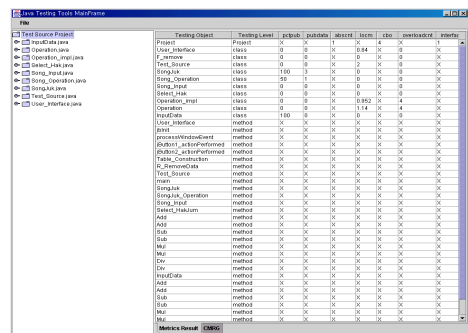 Java Testing Tools MainFrame
File
Test Source Project
InputData.java
Operation.java
Operation_Impl.java
Select_Hak.java
Song_Input.java
Song_Operation.java
SongJuk.java
Test_Source.java
User_Interface.java
Testing Object Testing Level pctpub pubdata abscnt locm cbo overloadcnt interfac
Project Project X X 1 X 4 X 1
User_Interface class 0 0 X 0.84 X 0 X
F_remove class 0 0 X 0 X 0 X
Test_Source class 0 0 X 2 X 0 X
SongJuk class 100 3 X 0 X 0 X
Song_Operation class 50 1 X 0 X 0 X
Song_Input class 0 0 X 0 X 0 X
Select_Hak class 0 0 X 0 X 0 X
Operation_Impl class 0 0 X 0.952 X 4 X
Operation class 0 0 X 1.14 X 4 X
InputData class 100 0 X 0 X 0 X
User_Interface method X X X X X X X
jbInit method X X X X X X X
processWindowEvent method X X X X X X X
jButton1_actionPerformed method X X X X X X X
jButton2_actionPerformed method X X X X X X X
Table_Construction method X X X X X X X
R_RemoveData method X X X X X X X
Test_Source method X X X X X X X
main method X X X X X X X
SongJuk method X X X X X X X
SongJuk_Operation method X X X X X X X
Song_Input method X X X X X X X
Select_HakJum method X X X X X X X
Add method X X X X X X X
Add method X X X X X X X
Sub method X X X X X X X
Sub method X X X X X X X
Mul method X X X X X X X
Mul method X X X X X X X
Div method X X X X X X X
Div method X X X X X X X
InputData method X X X X X X X
Add method X X X X X X X
Add method X X X X X X X
Sub method X X X X X X X
Sub method X X X X X X X
Mul method X X X X X X X
Mul method X X X X X X X
Metrics Result CMRG